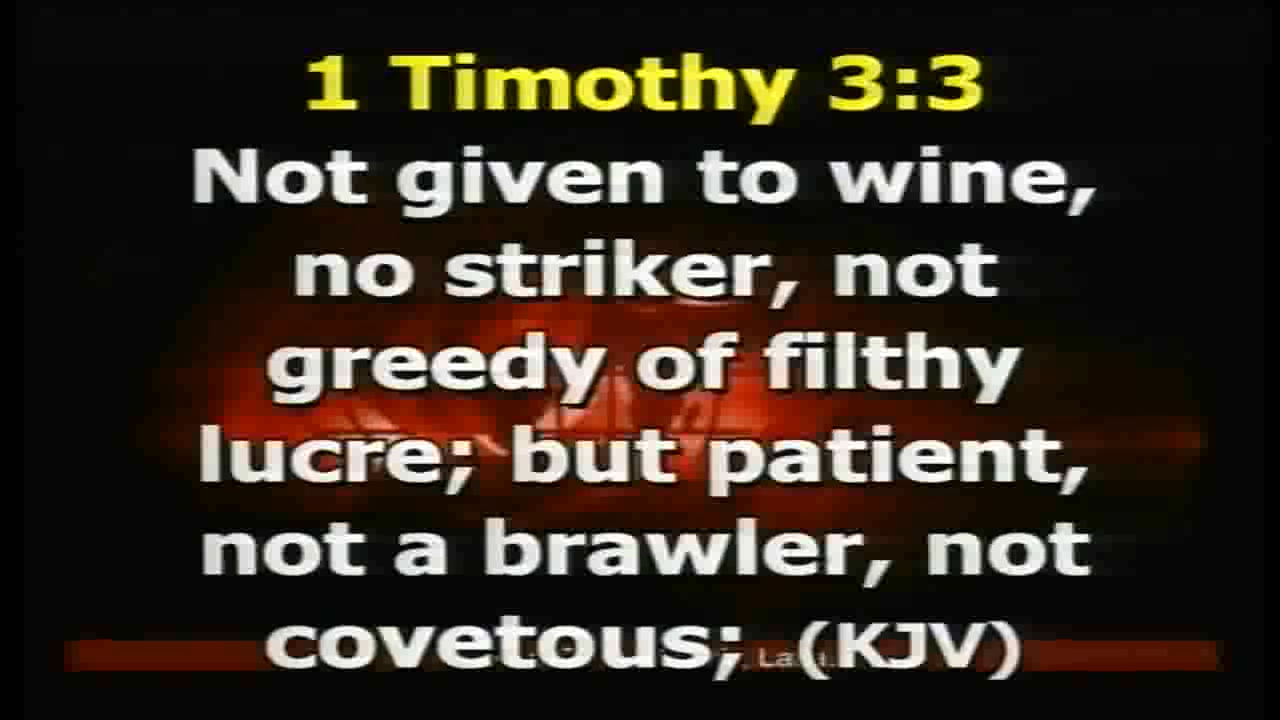 1 Timothy 3:3
Not given to wine,
no striker, not
greedy of filthy
lucre; but patient,
not a brawler, not
covetous; (KJV)